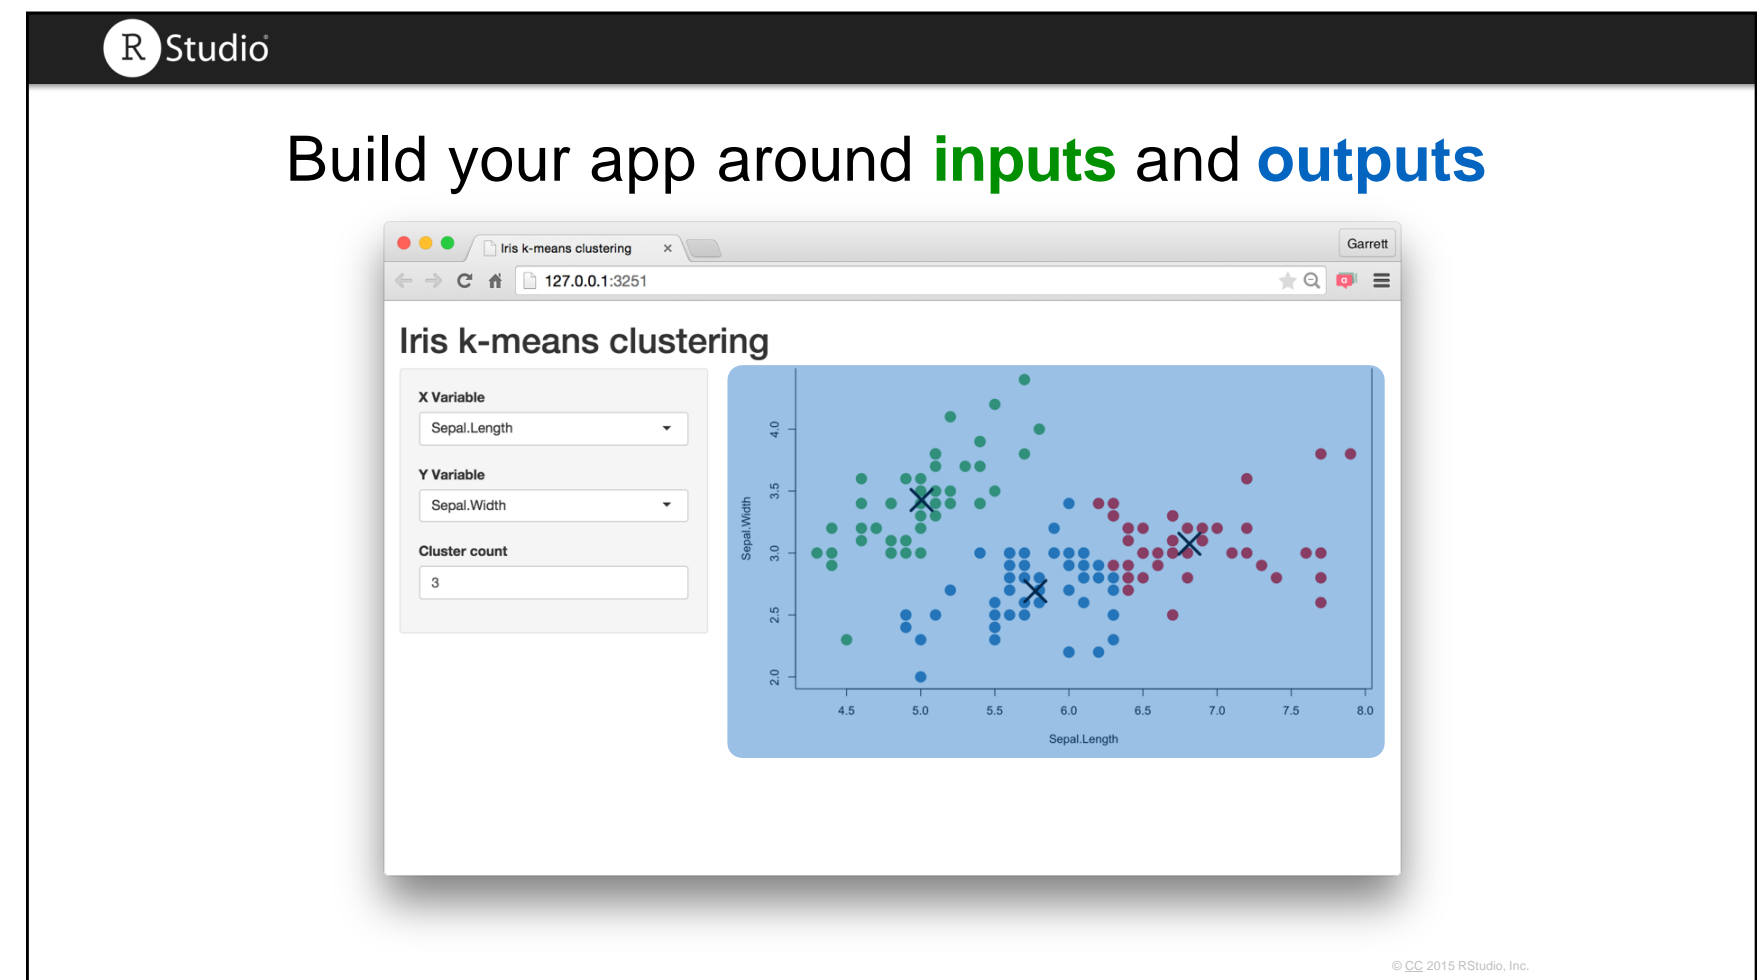 R Studio®
Build your app around inputs and outputs
Iris k-means clustering ×
Garrett
127.0.0.1:3251
Iris k-means clustering
X Variable
Sepal.Length
Y Variable
Sepal.Width
Cluster count
3
Sepal.Width
4.0
3.5
3.0
2.5
2.0
4.5 5.0 5.5 6.0 6.5 7.0 7.5 8.0
Sepal.Length
© CC 2015 RStudio, Inc.